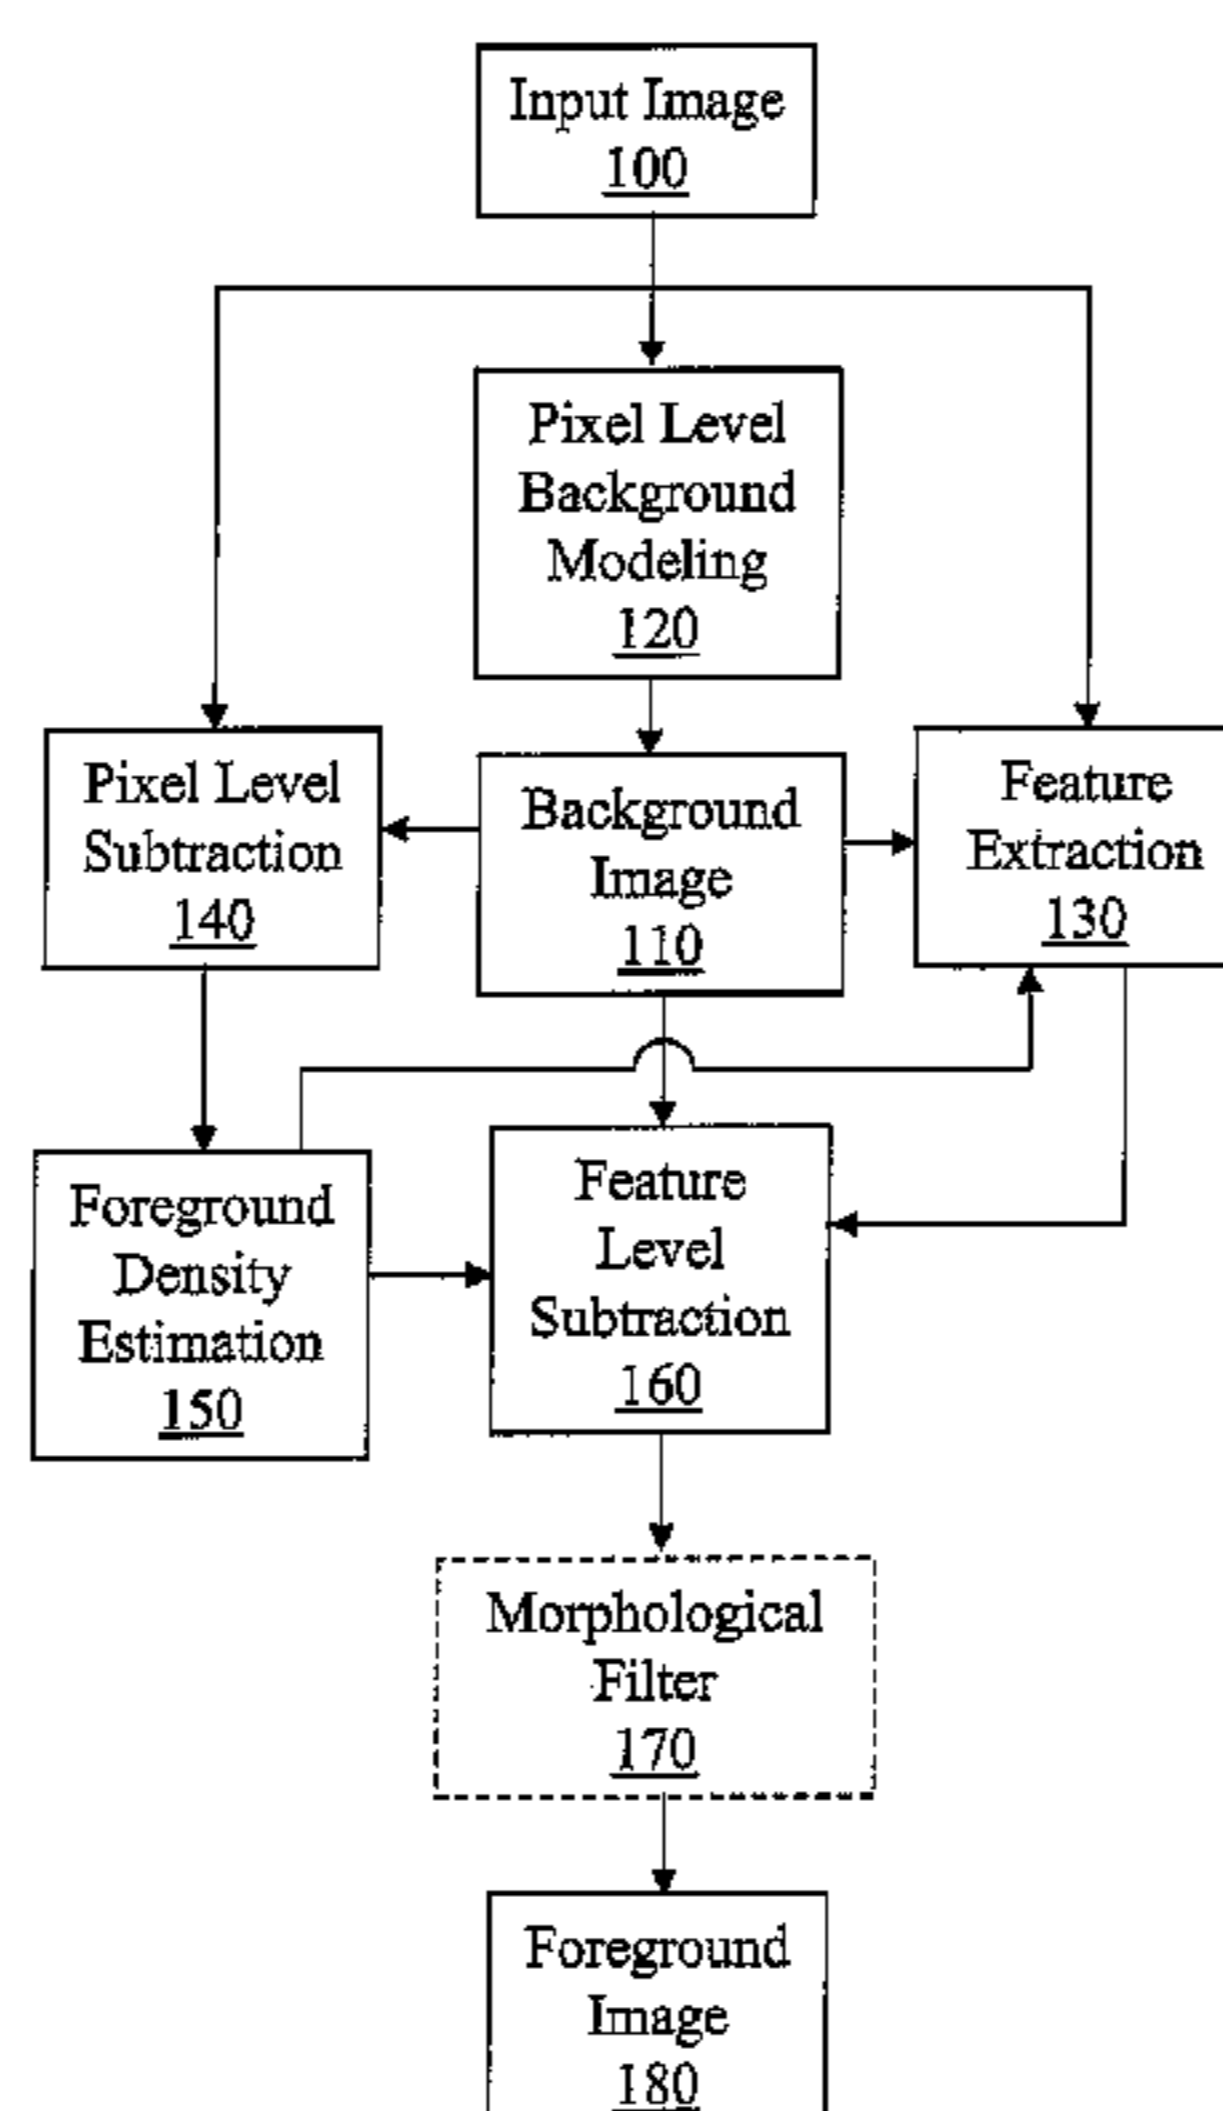 Input Image
100
Pixel Level
Background
Modeling
120
Pixel Level
Subtraction
140
Background
Image
110
Feature
Extraction
130
Foreground
Density
Estimation
150
Feature
Level
Subtraction
160
Morphological
Filter
170
Foreground
Image
180